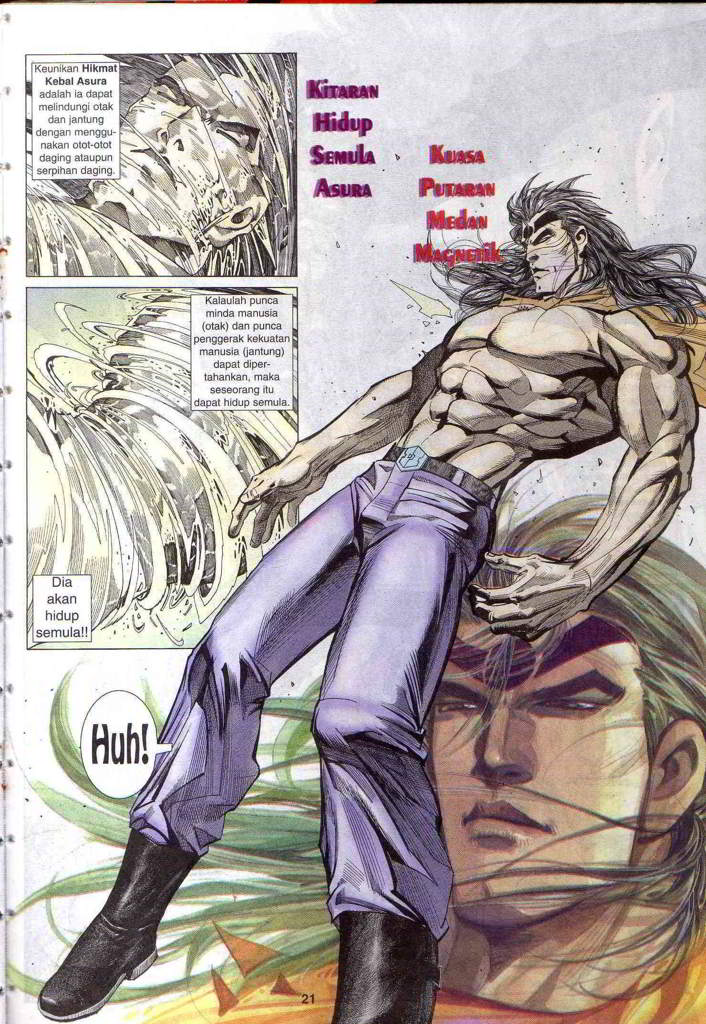 Keunikan Hikmat
Kebal Asura
adalah ia dapat
melindungi otak
dan jantung
dengan menggu-
nakan otot-otot
daging ataupun
serpihan daging.
Kitaran
Hidup
Semula
Asura
Kuasa
Putaran
Medan
Magnetik
Kalaulah punca
minda manusia
(otak) dan punca
penggerak kekuatan
manusia (jantung)
dapat diper-
tahankan, maka
seseorang itu
dapat hidup semula.
Dia
akan
hidup
semula!!
Huh!
21